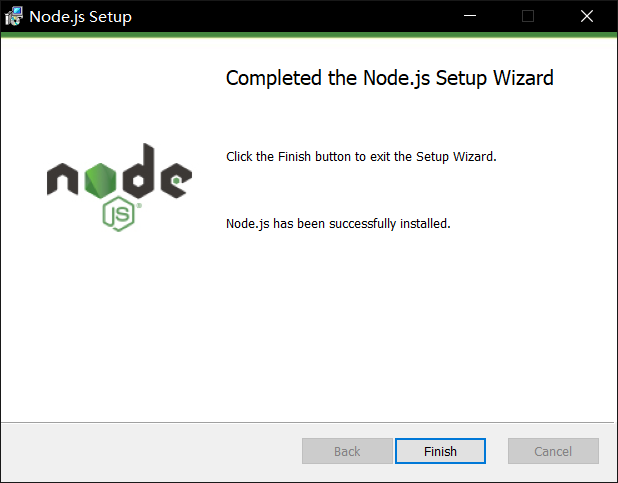 Node.js Setup
Completed the Node.js Setup Wizard
Click the Finish button to exit the Setup Wizard.
node
JS
Node.js has been successfully installed.
Back
Finish
Cancel